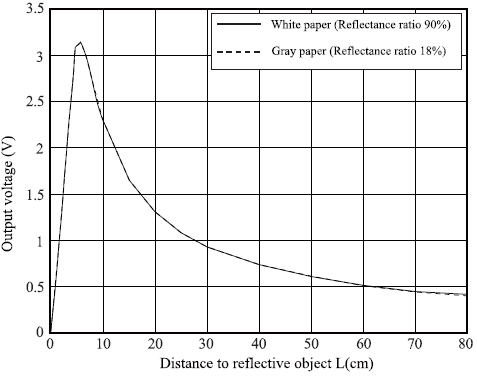 3.5
3
2.5
2
1.5
1
0.5
0
White paper (Reflectance ratio 90%)
Gray paper (Reflectance ratio 18%)
Output voltage (V)
0 10 20 30 40 50 60 70 80
Distance to reflective object L(cm)